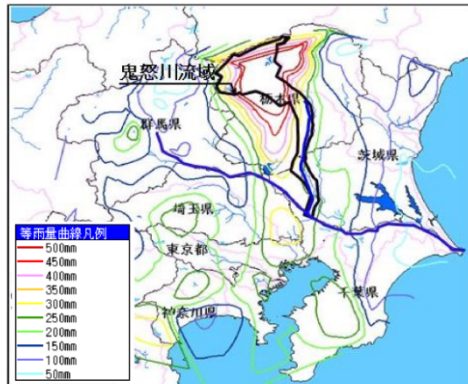 鬼怒川流域
栃木県
群馬県
茨城県
埼玉県
東京都
千葉県
神奈川県
等雨量曲線凡例
500mm
450mm
400mm
350mm
300mm
250mm
200mm
150mm
100mm
50mm